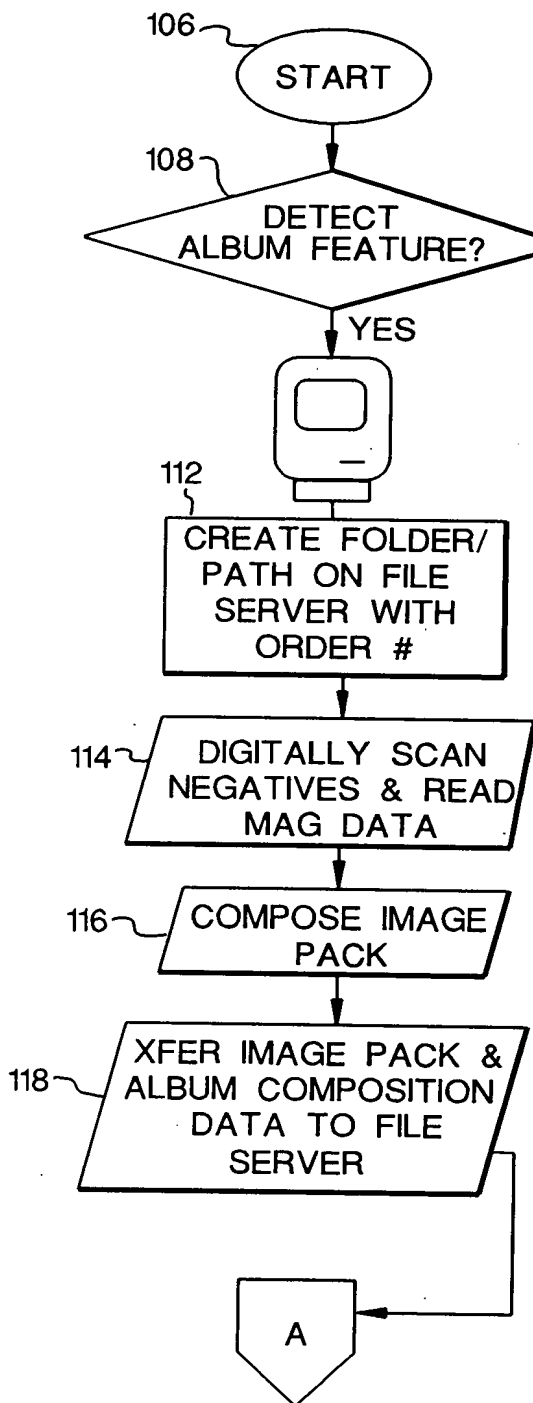 106
START
108
DETECT
ALBUM FEATURE?
YES
112
CREATE FOLDER/
PATH ON FILE
SERVER WITH
ORDER #
114
DIGITALLY SCAN
NEGATIVES & READ
MAG DATA
116
COMPOSE IMAGE
PACK
118
XFER IMAGE PACK &
ALBUM COMPOSITION
DATA TO FILE
SERVER
A